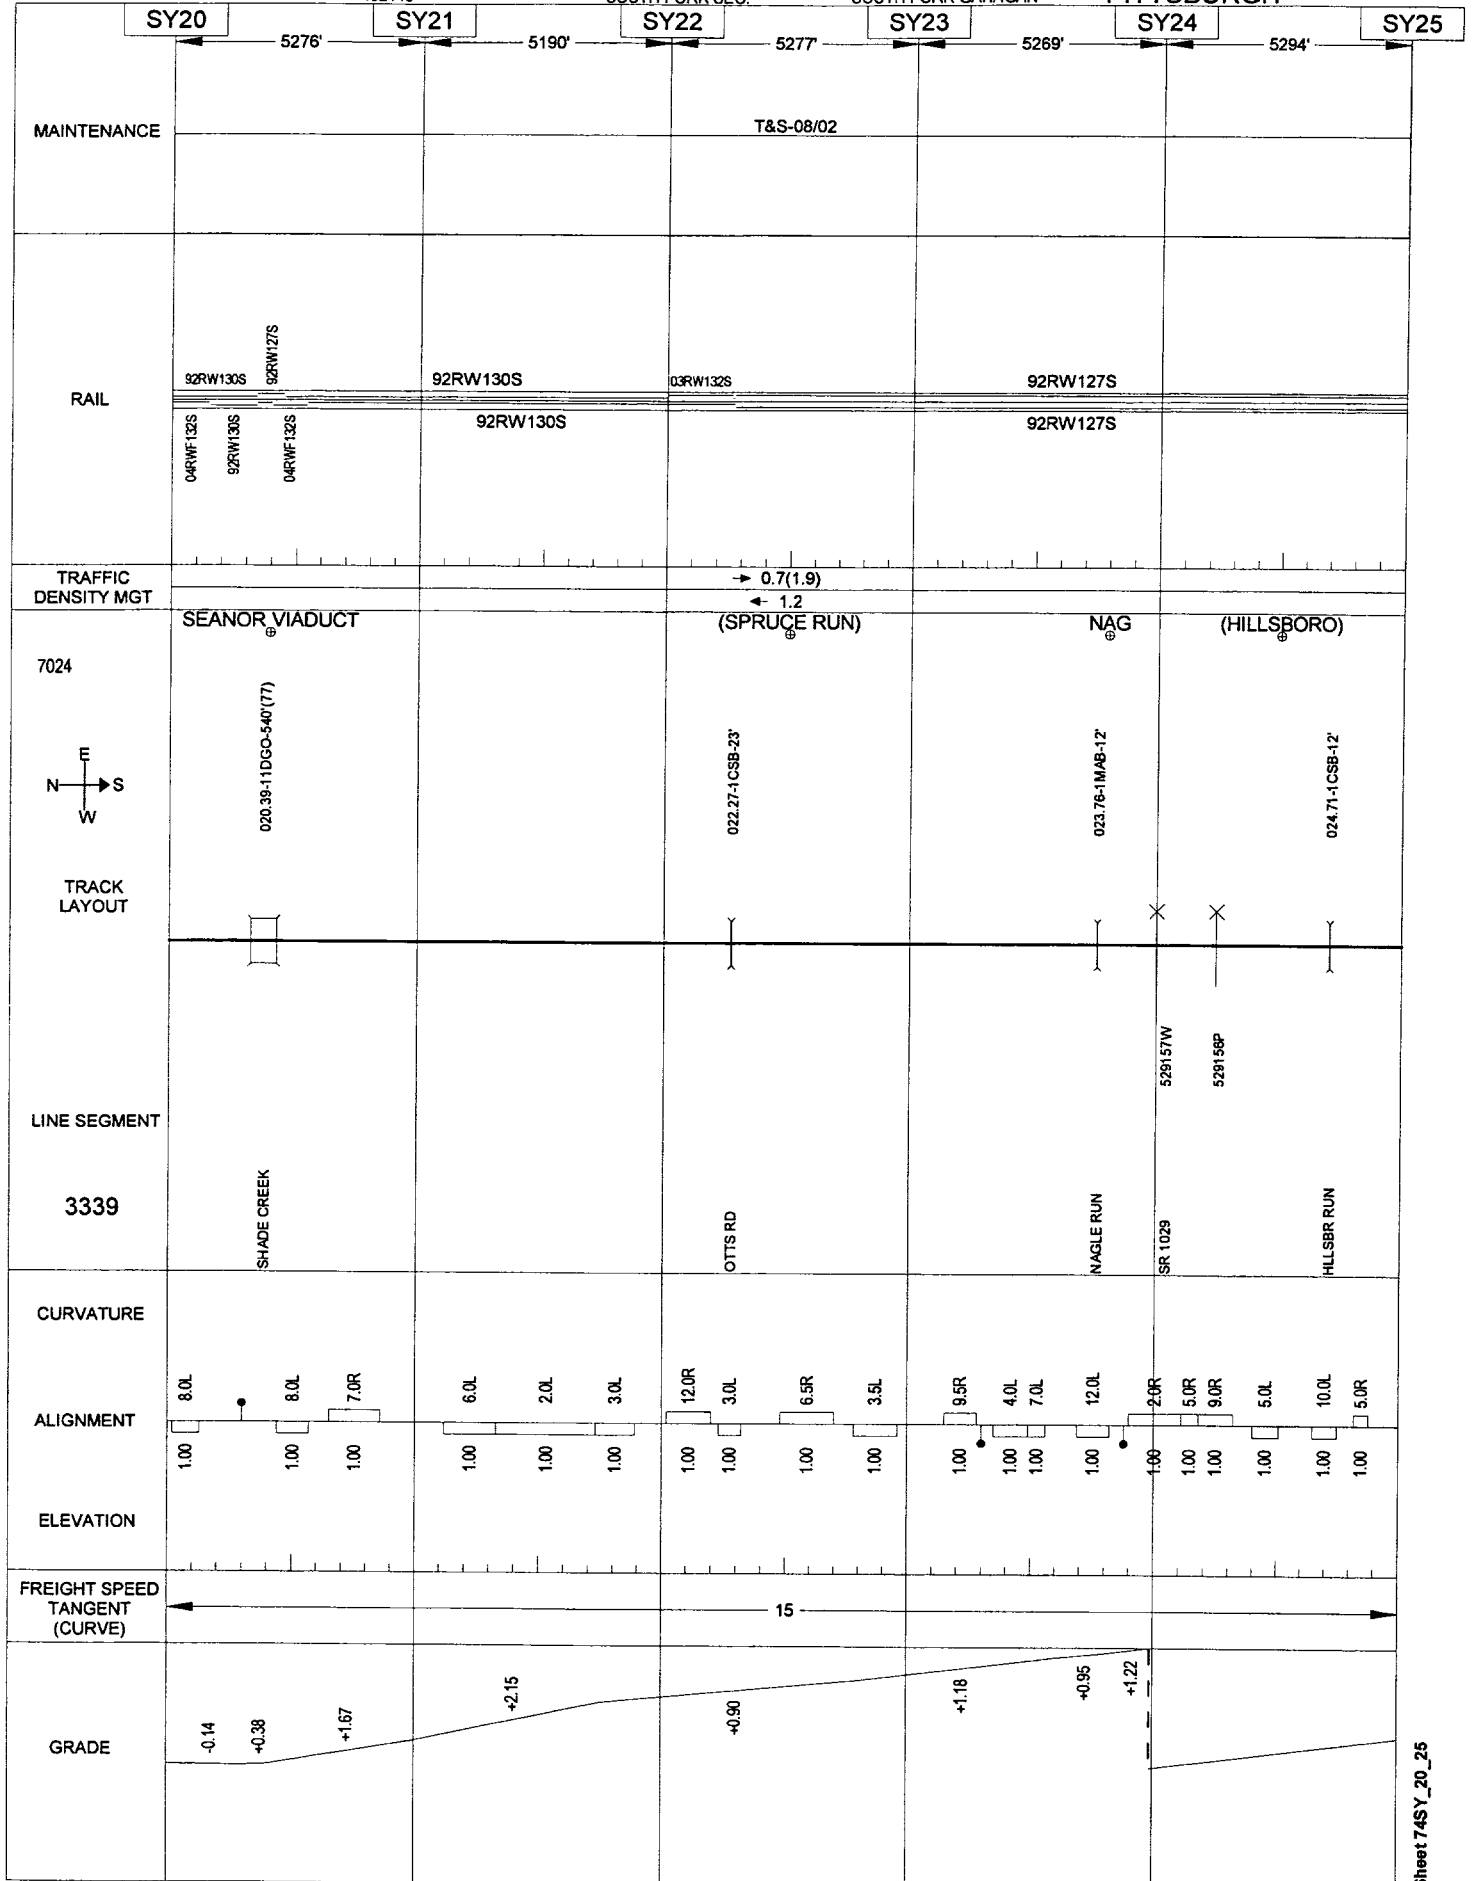 PITTSBURGH
SY20 SY21 SY22 SY23 SY24 SY25
5276' 5190' 5277' 5269' 5294'
MAINTENANCE
T&S-08/02
RAIL
92RW130S 92RW127S 92RW130S 03RW132S 92RW127S
04RWF132S 92RW130S 04RWF132S 92RW130S 92RW127S
TRAFFIC
DENSITY MGT
→ 0.7(1.9)
← 1.2
SEANOR VIADUCT (SPRUCE RUN) NAG (HILLSBORO)
7024
E
N S
W
020.39-11DGO-540'(77) 022.27-1CSB-23' 023.76-1MAB-12' 024.71-1CSB-12'
TRACK
LAYOUT
529157W 529158P
LINE SEGMENT
3339
SHADE CREEK OTTS RD NAGLE RUN SR 1029 HLLSBR RUN
CURVATURE
8.0L 8.0L 7.0R 6.0L 2.0L 3.0L 12.0R 3.0L 6.5R 3.5L 9.5R 4.0L 7.0L 12.0L 2.0R 5.0R 9.0R 5.0L 10.0L 5.0R
ALIGNMENT
1.00 1.00 1.00 1.00 1.00 1.00 1.00 1.00 1.00 1.00 1.00 1.00 1.00 1.00 1.00 1.00 1.00 1.00 1.00 1.00
ELEVATION
FREIGHT SPEED
TANGENT
(CURVE)
15
GRADE
-0.14 +0.38 +1.67 +2.15 +0.90 +1.18 +0.95 +1.22
Sheet 74SY_20_25